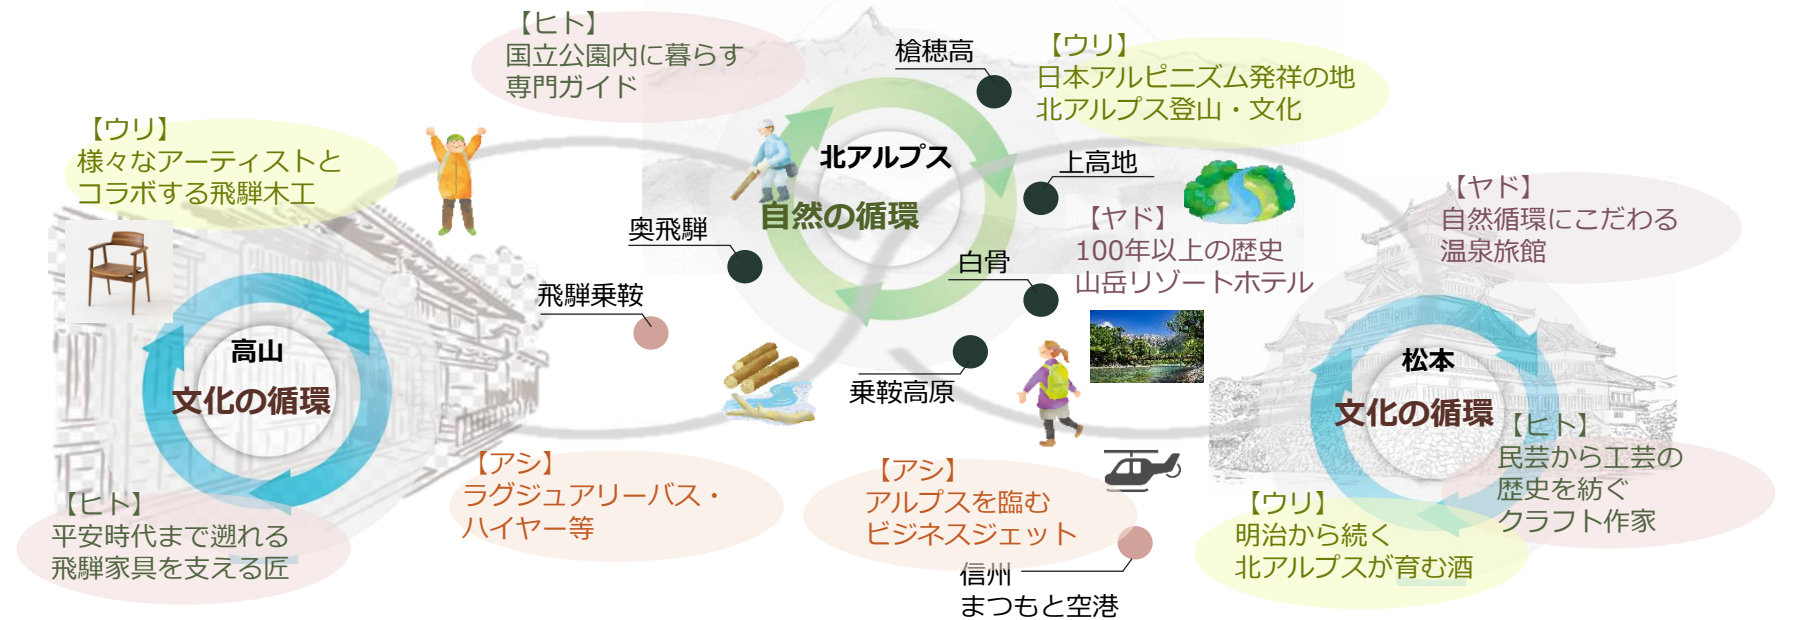 【ヒト】
国立公園内に暮らす
専門ガイド
槍穂高
【ウリ】
日本アルピニズム発祥の地
北アルプス登山・文化
【ウリ】
様々なアーティストと
コラボする飛騨木工
北アルプス
自然の循環
上高地
【ヤド】
100年以上の歴史
山岳リゾートホテル
【ヤド】
自然循環にこだわる
温泉旅館
奥飛騨
白骨
飛騨乗鞍
乗鞍高原
高山
文化の循環
松本
文化の循環
【ヒト】
民芸から工芸の
歴史を紡ぐ
クラフト作家
【アシ】
ラグジュアリーバス・
ハイヤー等
【アシ】
アルプスを臨む
ビジネスジェット
【ヒト】
平安時代まで遡れる
飛騨家具を支える匠
【ウリ】
明治から続く
北アルプスが育む酒
信州
まつもと空港